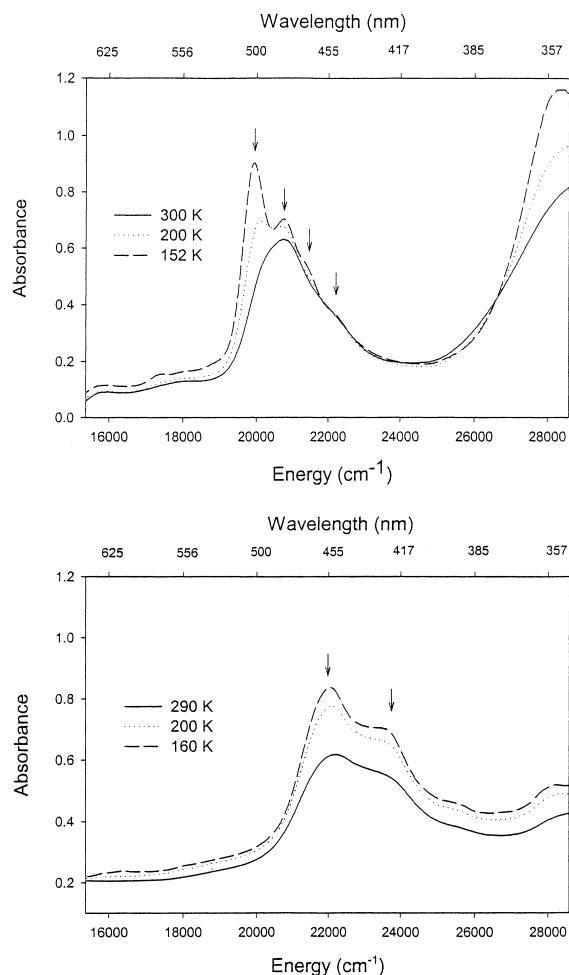 Wavelength (nm)
625 556 500 455 417 385 357
1.2
1.0
0.8
0.6
0.4
0.2
0.0
Absorbance
300 K
200 K
152 K
16000 18000 20000 22000 24000 26000 28000
Energy (cm-1)
Wavelength (nm)
625 556 500 455 417 385 357
1.2
1.0
0.8
0.6
0.4
0.2
Absorbance
290 K
200 K
160 K
16000 18000 20000 22000 24000 26000 28000
Energy (cm-1)